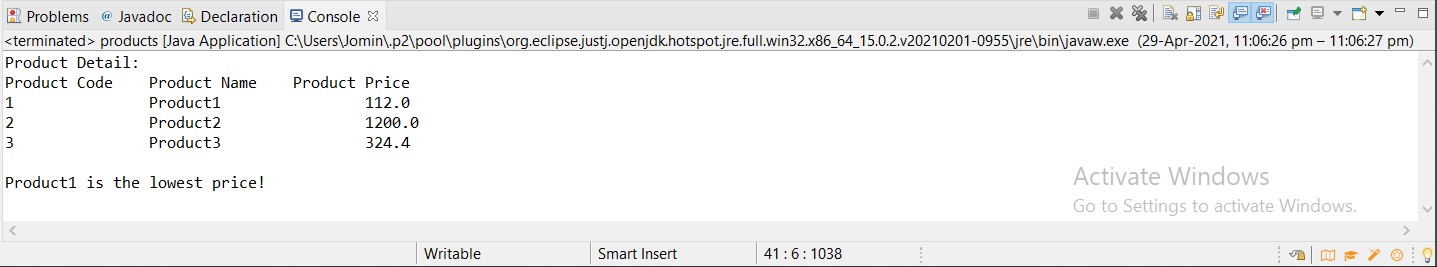 Problems @ Javadoc Declaration Console
<terminated> products [Java Application] C:\Users\Jomin\.p2\pool\plugins\org.eclipse.justj.openjdk.hotspot.jre.full.win32.x86_64_15.0.2.v20210201-0955\jre\bin\javaw.exe (29-Apr-2021, 11:06:26 pm – 11:06:27 pm)
Product Detail:
Product Code Product Name Product Price
1 Product1 112.0
2 Product2 1200.0
3 Product3 324.4
Product1 is the lowest price!
Activate Windows
Go to Settings to activate Windows.
Writable Smart Insert 41 : 6 : 1038